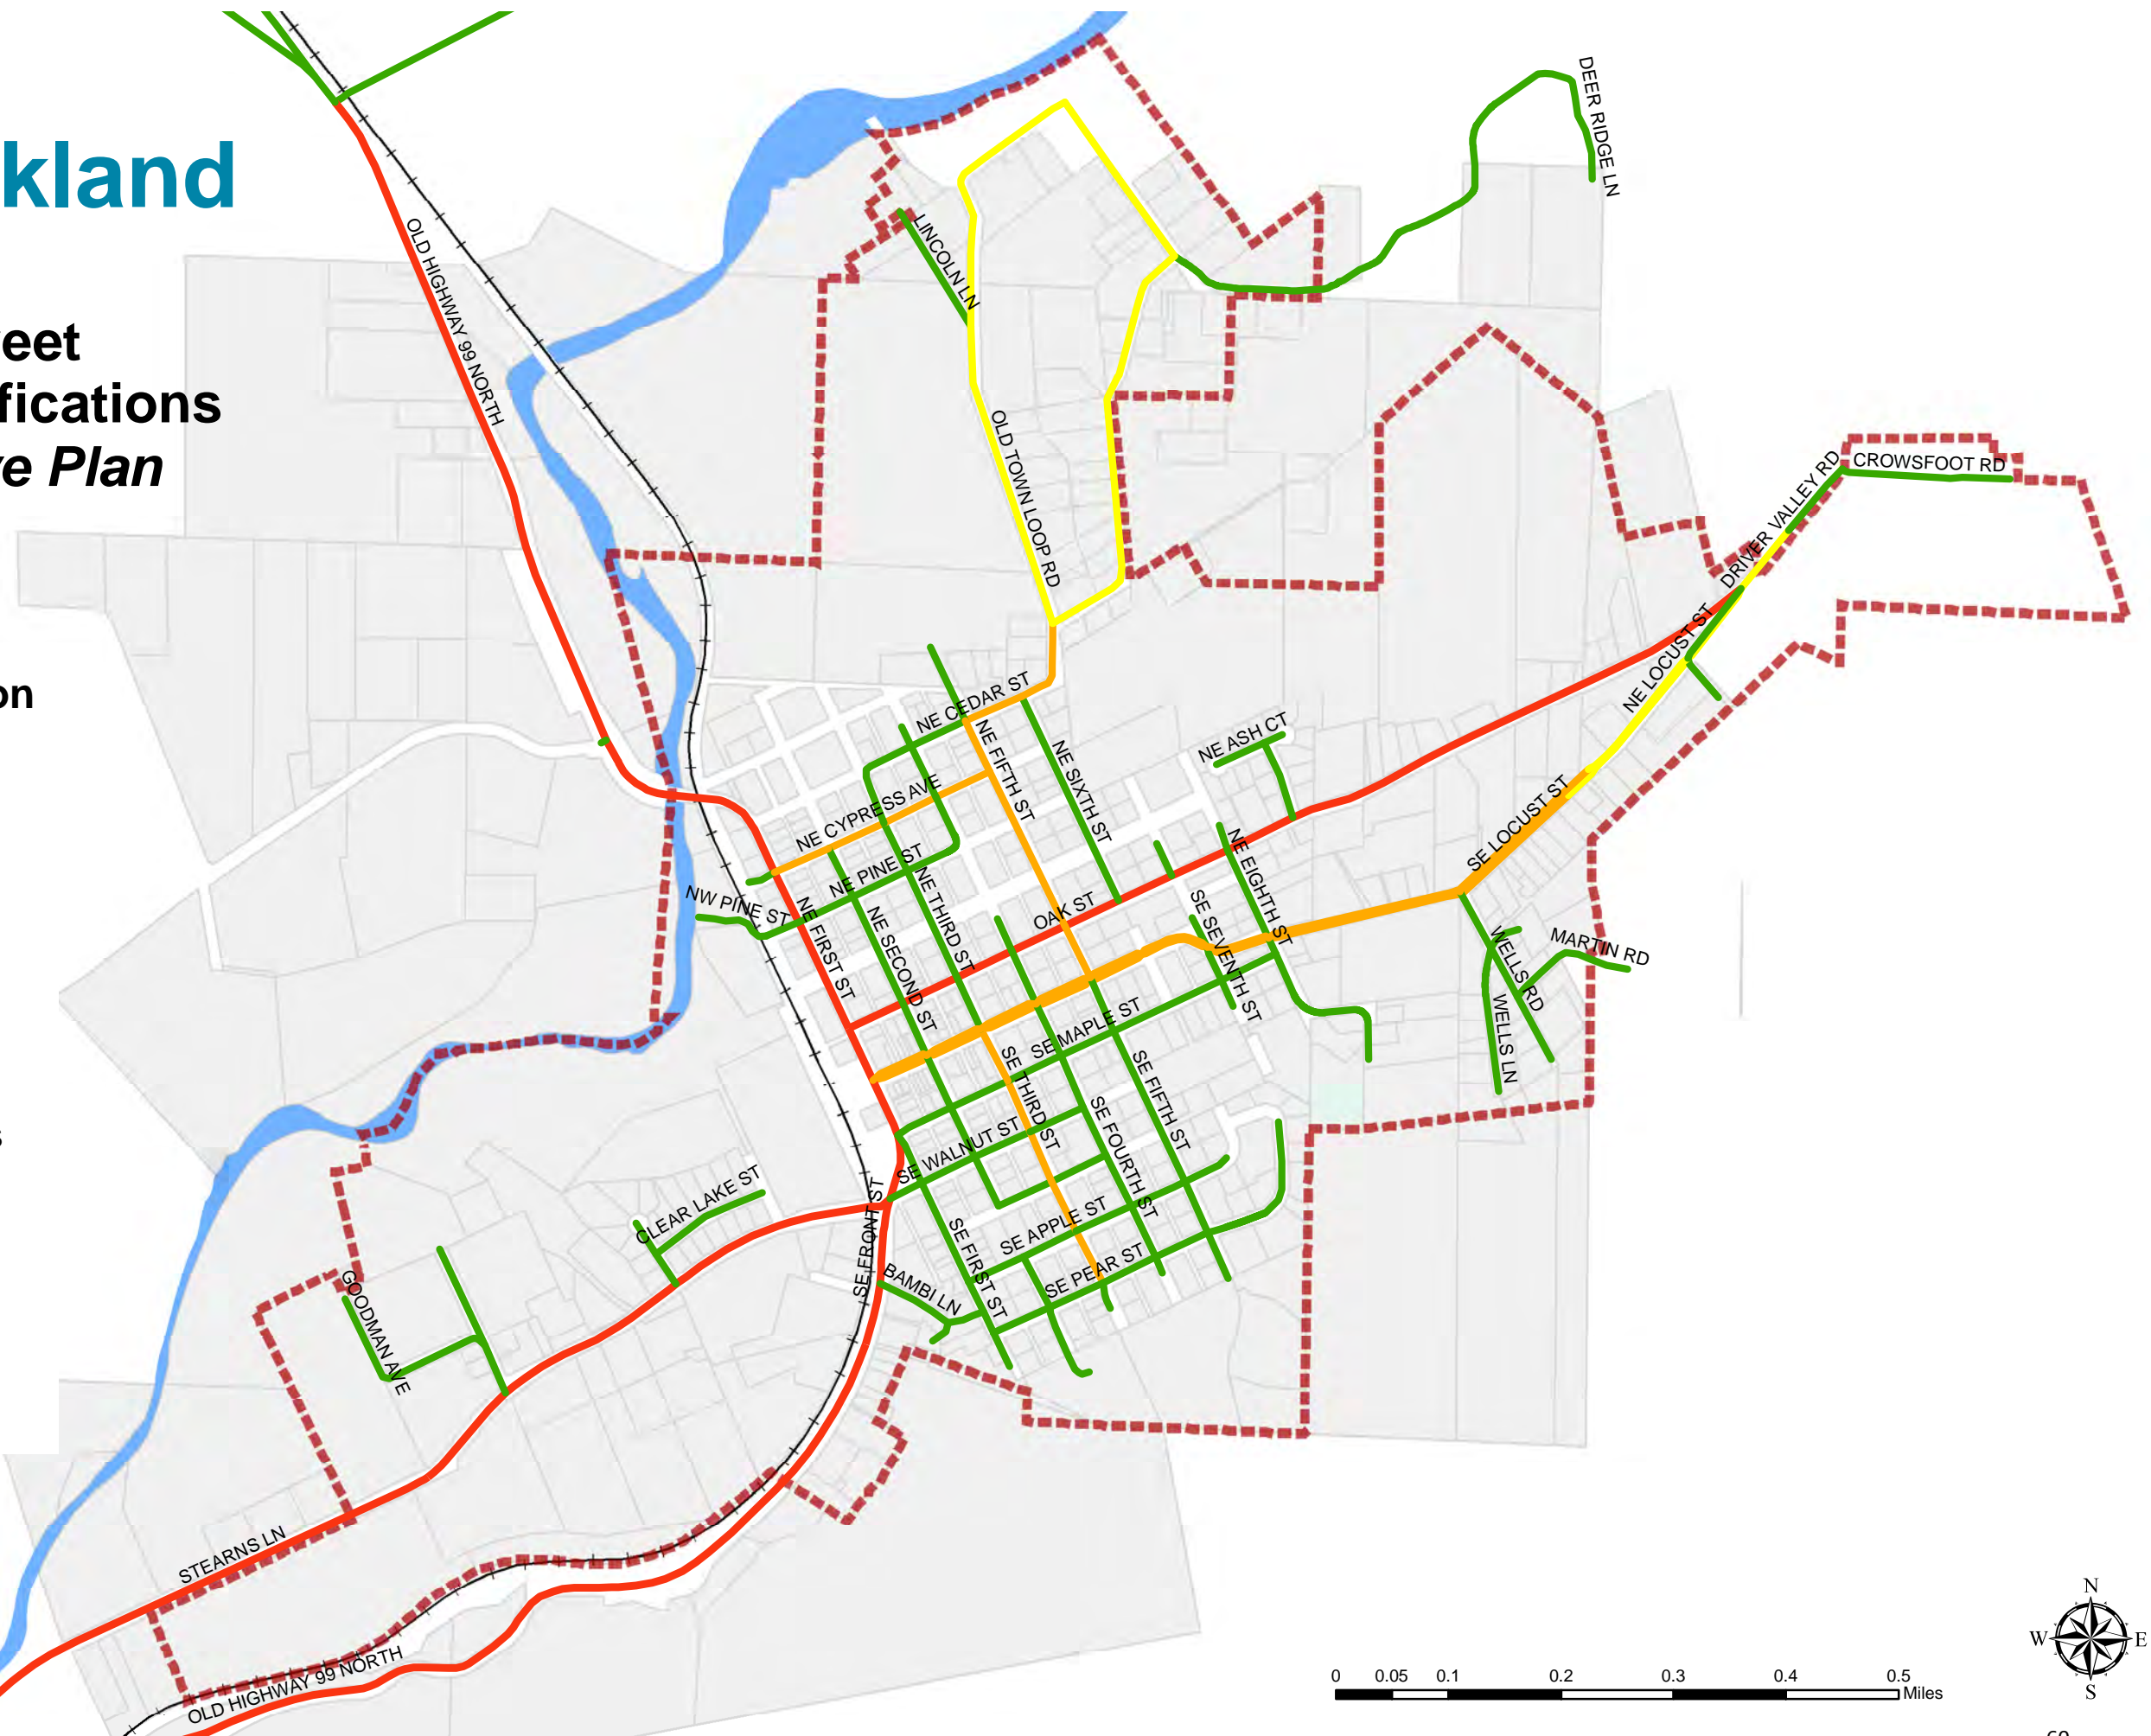 kland
eet
fications
e Plan
on
s
OLD HIGHWAY 99 NORTH
LINCOLN LN
DEER RIDGE LN
OLD TOWN LOOP RD
CROWSFOOT RD
DRIVER VALLEY RD
NE LOCUST ST
NE CEDAR ST
NE FIFTH ST
NE SIXTH ST
NE ASH CT
NE CYPRESS AVE
NE PINE ST
NW PINE ST
NE FIRST ST
NE SECOND ST
NE THIRD ST
OAK ST
NE EIGHTH ST
SE SEVENTH ST
SE LOCUST ST
WELLS RD
MARTIN RD
WELLS LN
SE MAPLE ST
SE THIRD ST
SE FIFTH ST
SE FOURTH ST
SE WALNUT ST
CLEAR LAKE ST
SE FRONT ST
SE APPLE ST
SE FIRST ST
SE PEAR ST
BAMBI LN
GOODMAN AVE
STEARNS LN
OLD HIGHWAY 99 NORTH
N
W E
S
0 0.05 0.1 0.2 0.3 0.4 0.5
Miles